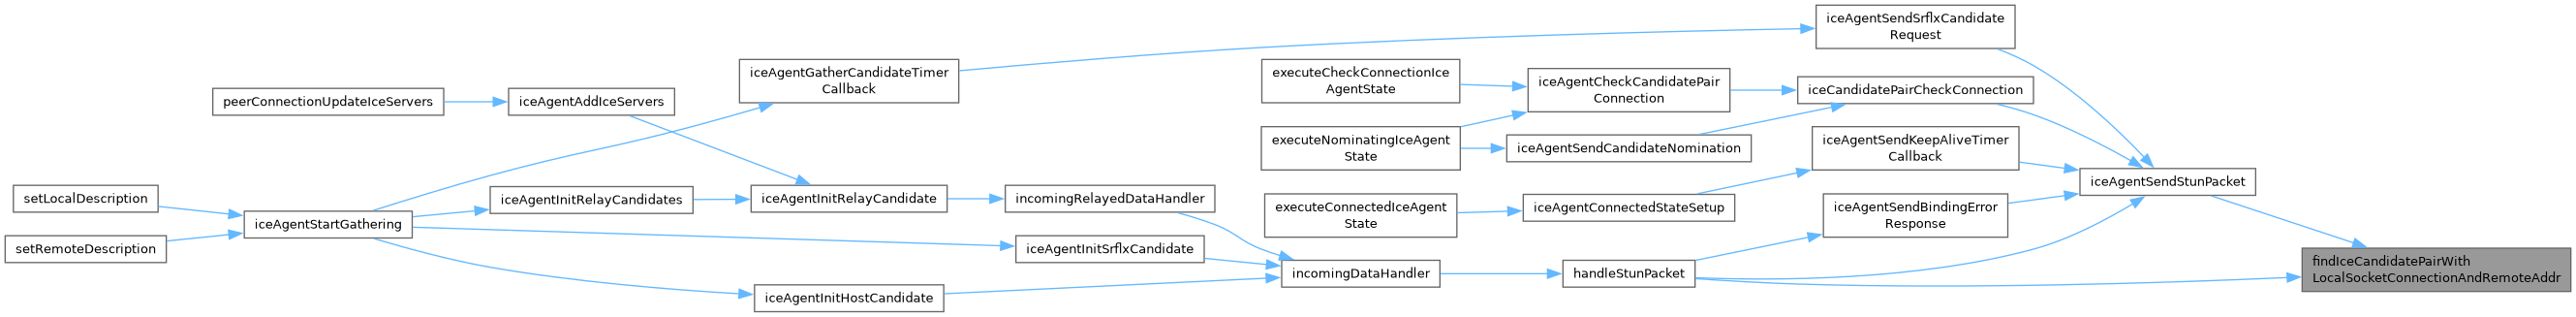 iceAgentSendSrflxCandidate
Request
iceAgentGatherCandidateTimer
Callback
executeCheckConnectionIce
AgentState
iceAgentCheckCandidatePair
Connection
iceCandidatePairCheckConnection
peerConnectionUpdateIceServers
iceAgentAddIceServers
executeNominatingIceAgent
State
iceAgentSendCandidateNomination
iceAgentSendKeepAliveTimer
Callback
iceAgentSendStunPacket
setLocalDescription
iceAgentInitRelayCandidates
iceAgentInitRelayCandidate
incomingRelayedDataHandler
executeConnectedIceAgent
State
iceAgentConnectedStateSetup
iceAgentSendBindingError
Response
iceAgentStartGathering
setRemoteDescription
iceAgentInitSrflxCandidate
incomingDataHandler
handleStunPacket
findIceCandidatePairWith
LocalSocketConnectionAndRemoteAddr
iceAgentInitHostCandidate